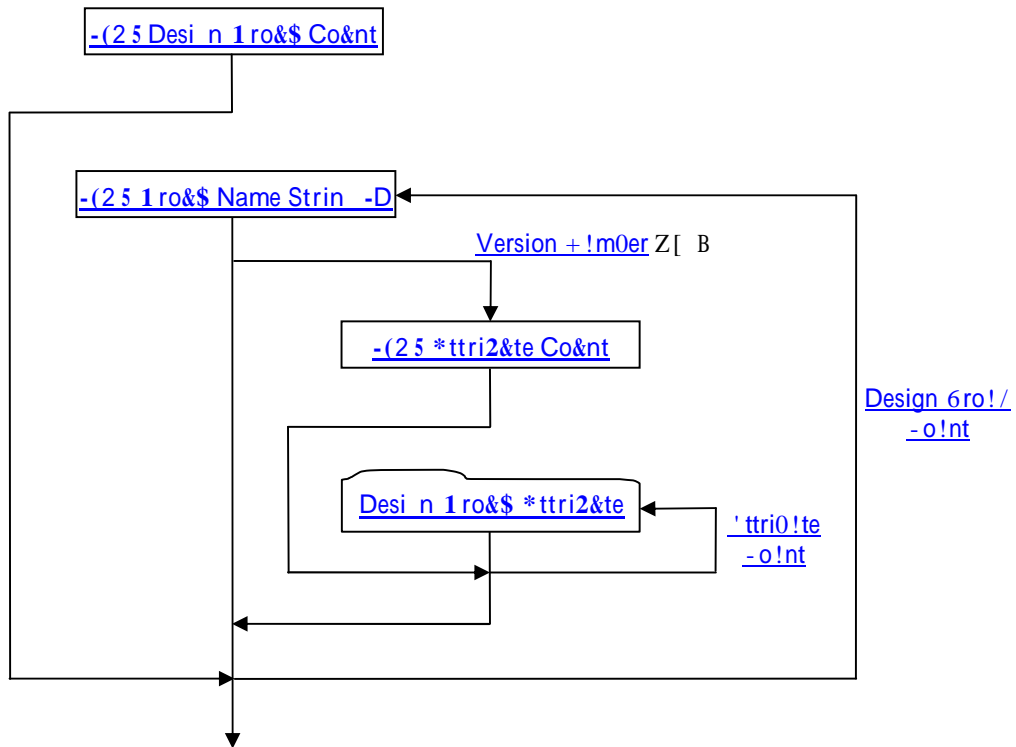 -(2 5 Desi n 1 ro&$ Co&nt
-(2 5 1 ro&$ Name Strin -D
Version + !m0er Z[ B
-(2 5 *ttri2&te Co&nt
Design 6ro!/
-o!nt
Desi n 1 ro&$ *ttri2&te
'ttri0!te
-o!nt